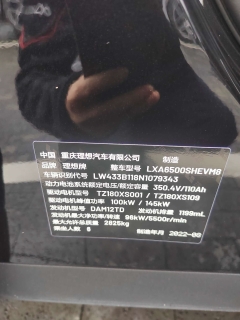 中国 重庆理想汽车有限公司 制造
品牌 理想牌 整车型号 LXA6500SHEVM8
车辆识别代号 LW433B118N1079343
动力电池系统额定电压/额定容量 350.4V/110Ah
驱动电机型号 TZ180XS001 / TZ180XS109
驱动电机峰值功率 100kW / 145kW
发动机型号 DAM12TD 发动机排量 1199mL
发动机最大净功率/转速 96kW/5500r/min
最大允许总质量 2825kg
乘坐人数 6 制造年月 2022-06